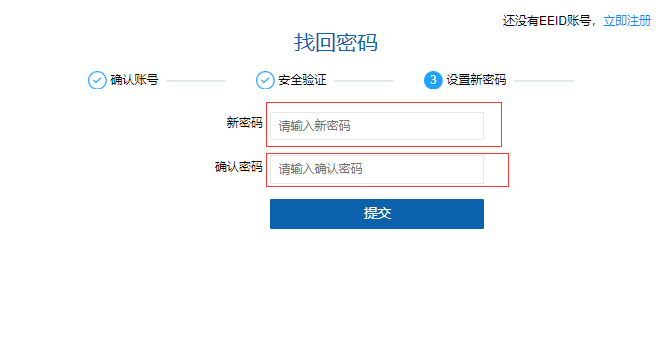 还没有EEID账号，立即注册
找回密码
确认账号 安全验证 3 设置新密码
新密码 请输入新密码
确认密码 请输入确认密码
提交